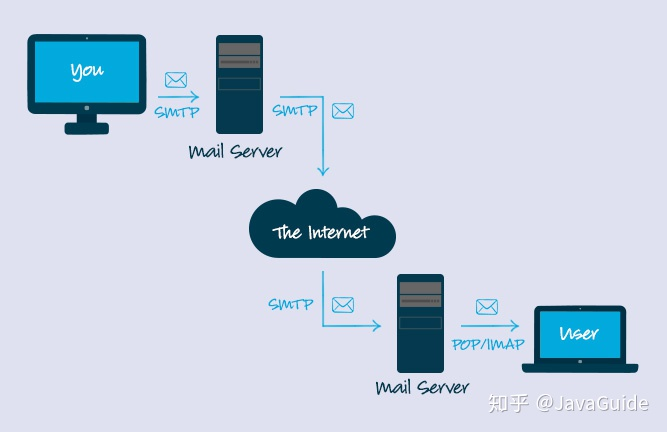 You
SMTP
Mail Server
SMTP
The Internet
SMTP
Mail Server
POP/IMAP
User
知乎 @JavaGuide